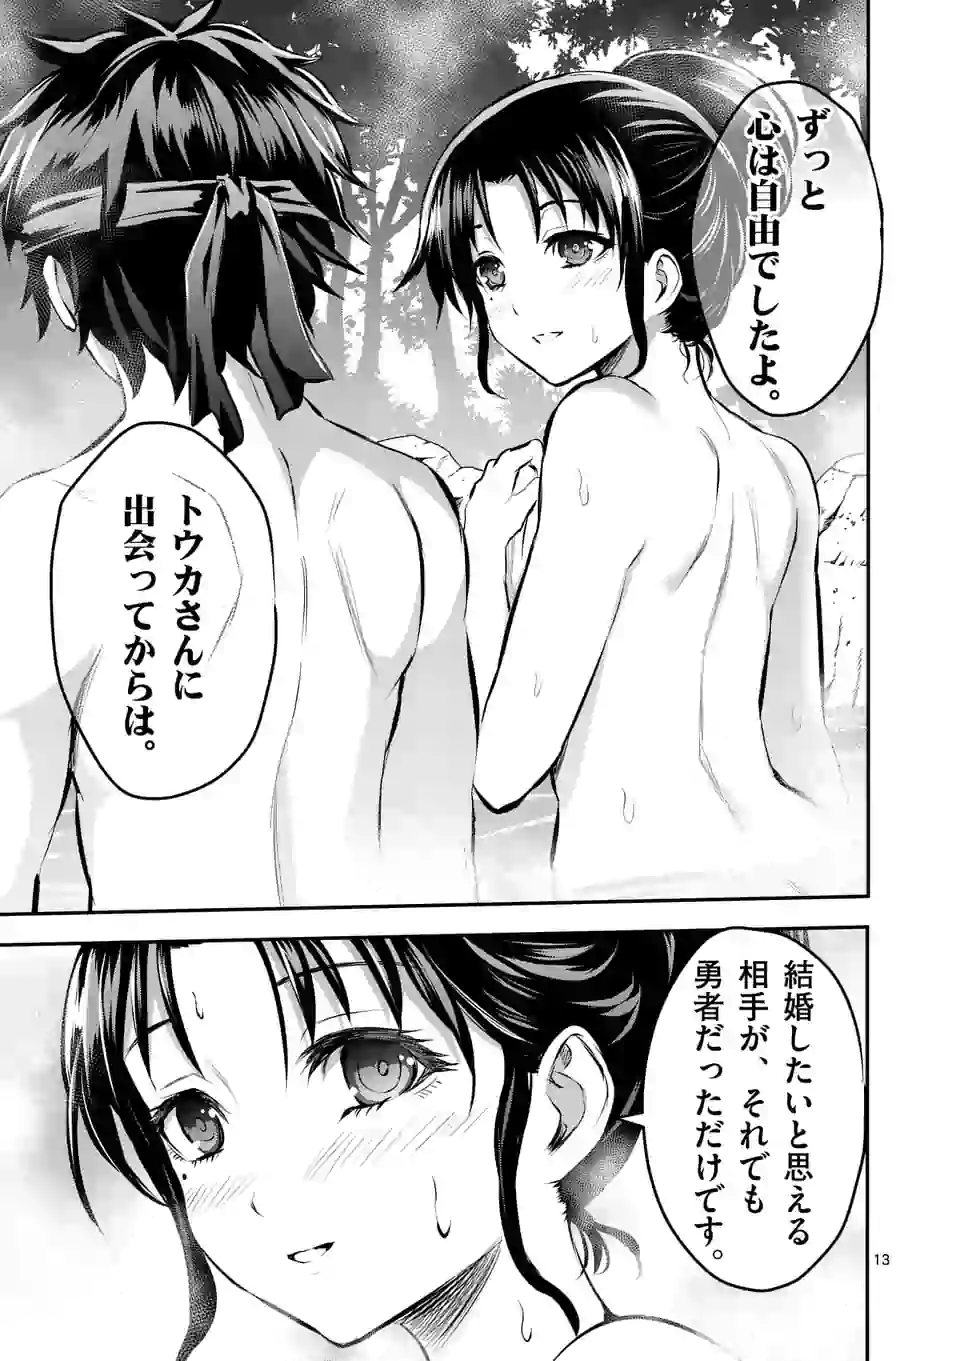 ずっと
心は自由でしたよ。
トウカさんに
出会ってからは。
結婚したいと思える
相手が、それでも
勇者だっただけです。
13